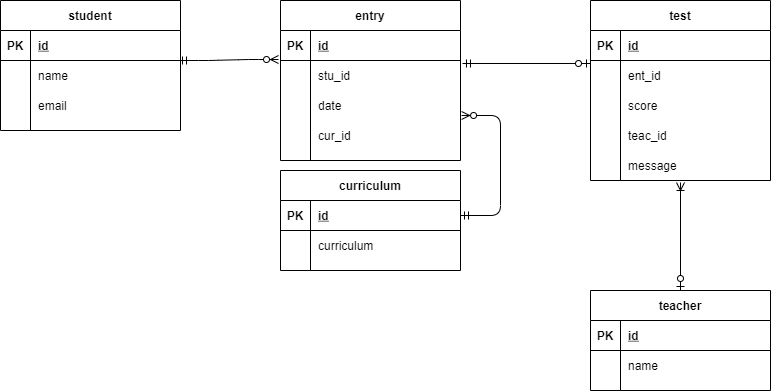 student
PK id
name
email
entry
PK id
stu_id
date
cur_id
curriculum
PK id
curriculum
test
PK id
ent_id
score
teac_id
message
teacher
PK id
name